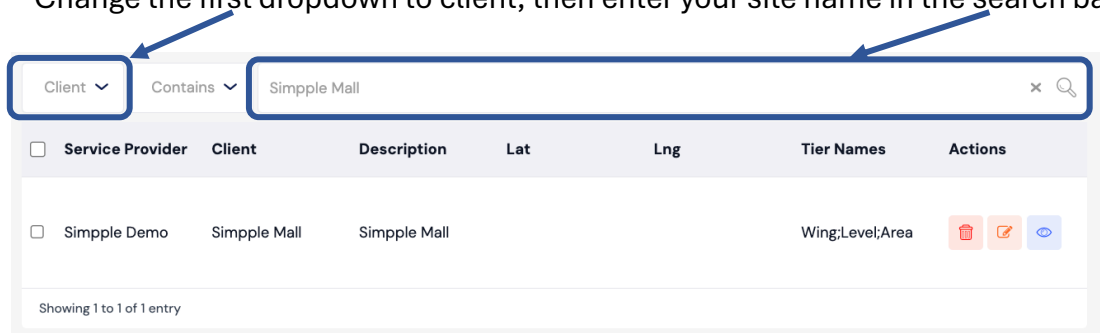 Change the first dropdown to client, then enter your site name in the search
Client Contains Simpple Mall
Service Provider Client Description Lat Lng Tier Names Actions
Simpple Demo Simpple Mall Simpple Mall Wing;Level;Area
Showing 1 to 1 of 1 entry